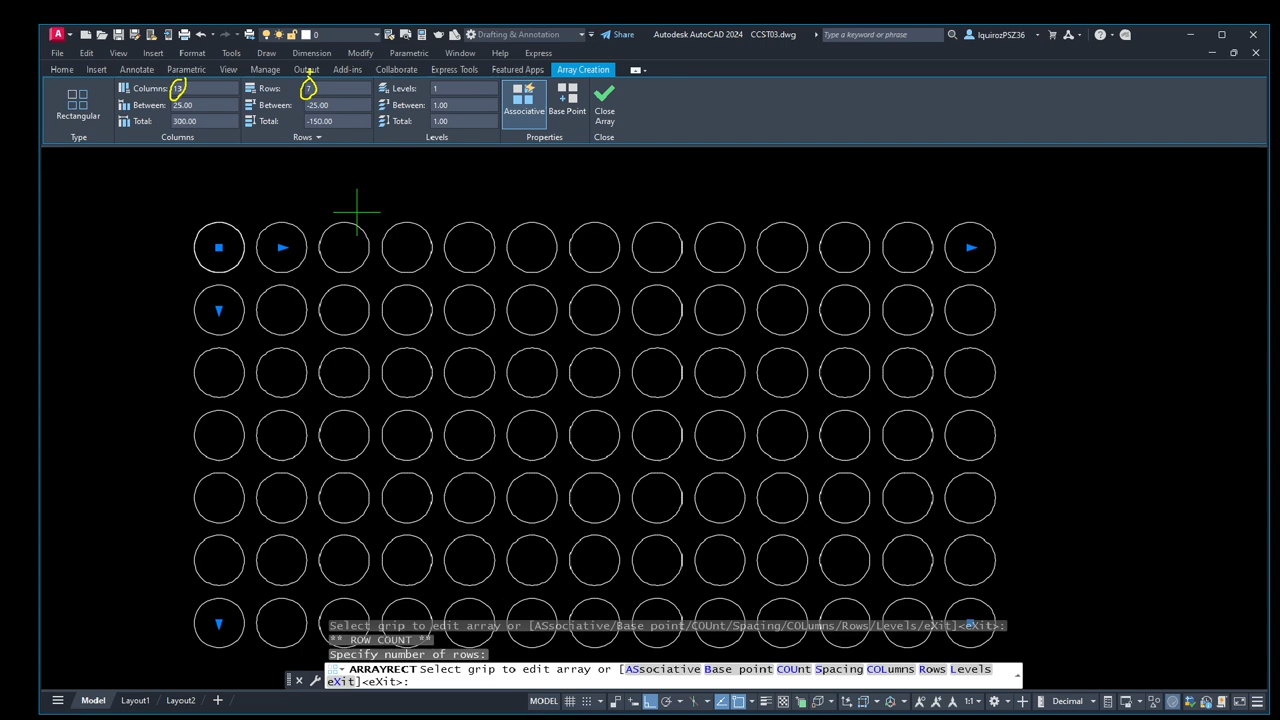 A 0 Drafting & Annotation Share Autodesk AutoCAD 2024 CCST03.dwg Type a keyword or phrase LquirozPSZ36
File Edit View Insert Format Tools Draw Dimension Modify Parametric Window Help Express
Home Insert Annotate Parametric View Manage Output Add-ins Collaborate Express Tools Featured Apps Array Creation
Columns: 13 Rows: 7 Levels: 1
Between: 25.00 Between: -25.00 Between: 1.00
Rectangular Associative Base Point Close
Total: 300.00 Total: -150.00 Total: 1.00 Array
Type Columns Rows Levels Properties Close
Select grip to edit array or [ASsociative/Base point/COUnt/Spacing/COLumns/Rows/Levels/eXit]<eXit>:
** ROW COUNT **
Specify number of rows:
ARRAYRECT Select grip to edit array or [ASsociative Base point COUnt Spacing COLumns Rows Levels
eXit]<eXit>:
Model Layout1 Layout2 + MODEL 1:1 Decimal